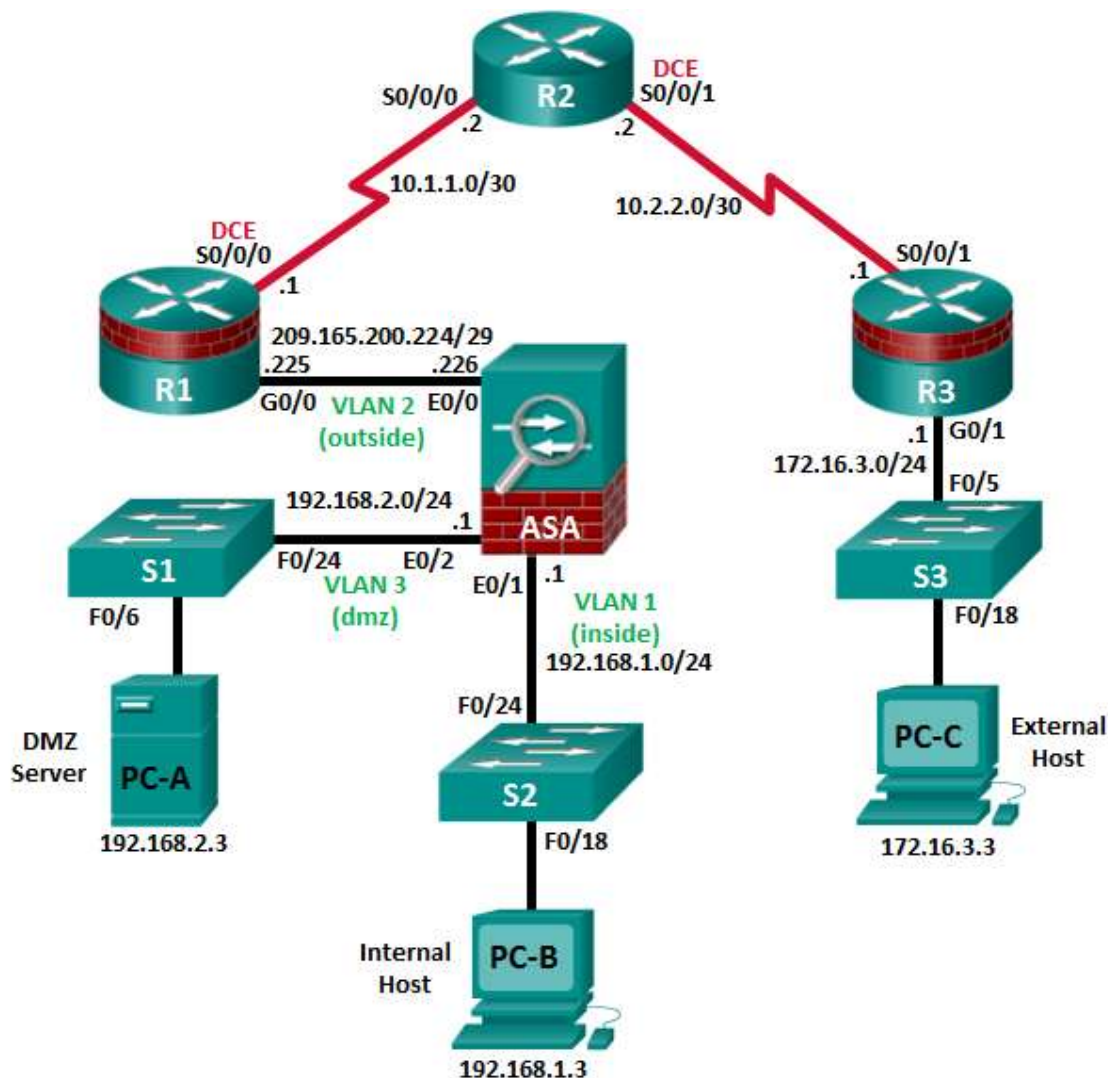 DCE
S0/0/0
R2
S0/0/1
.2
.2
10.1.1.0/30
10.2.2.0/30
DCE
S0/0/0
S0/0/1
.1
.1
209.165.200.224/29
.225
.226
R1
R3
G0/0
VLAN 2
(outside)
E0/0
.1
G0/1
172.16.3.0/24
192.168.2.0/24
F0/5
.1
ASA
S1
F0/24
E0/2
VLAN 3
(dmz)
E0/1
.1
VLAN 1
(inside)
S3
F0/6
F0/18
192.168.1.0/24
F0/24
DMZ
Server
PC-A
PC-C
External
Host
S2
192.168.2.3
F0/18
172.16.3.3
Internal
Host
PC-B
192.168.1.3